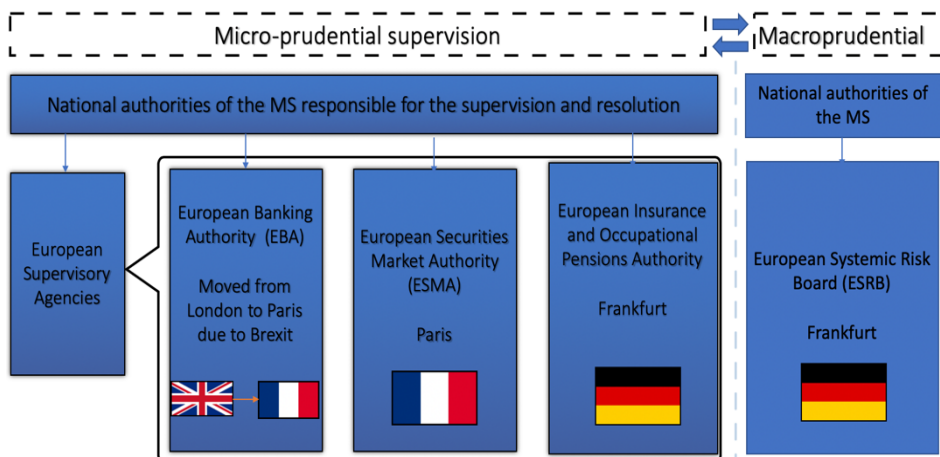 Micro-prudential supervision
Macroprudential
National authorities of the MS responsible for the supervision and resolution
National authorities of
the MS
European
Supervisory
Agencies
European Banking
Authority (EBA)
Moved from
London to Paris
due to Brexit
European Securities
Market Authority
(ESMA)
Paris
European Insurance
and Occupational
Pensions Authority
Frankfurt
European Systemic Risk
Board (ESRB)
Frankfurt